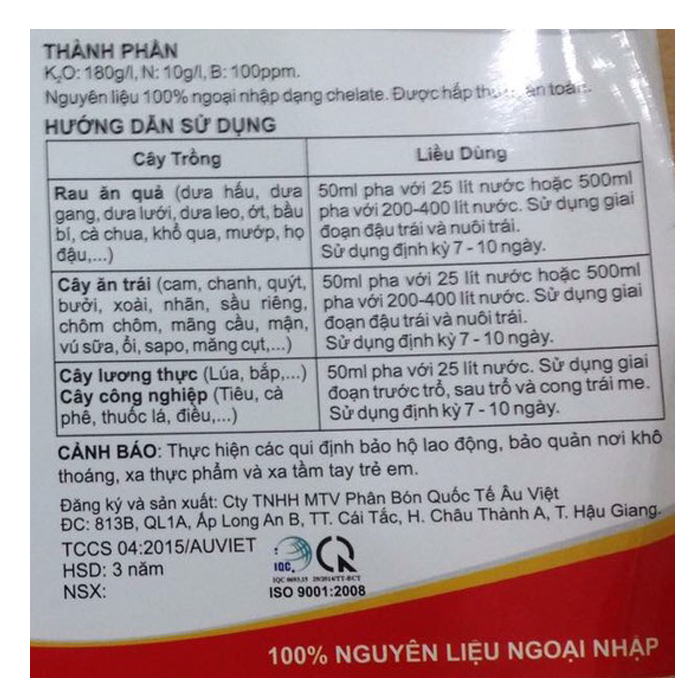 THÀNH PHẦN
K₂O: 180g/l, N: 10g/l, B: 100ppm.
Nguyên liệu 100% ngoại nhập dạng chelate. Được hấp toàn.
HƯỚNG DẪN SỬ DỤNG
Cây Trồng
Liều Dùng
Rau ăn quả (dưa hấu, dưa
gang, dưa lưới, dưa leo, ớt, bầu
bí, cà chua, khổ qua, mướp, họ
đậu,...)
50ml pha với 25 lít nước hoặc 500ml
pha với 200-400 lít nước. Sử dụng giai
đoạn đậu trái và nuôi trái.
Sử dụng định kỳ 7 - 10 ngày.
Cây ăn trái (cam, chanh, quýt,
bưởi, xoài, nhãn, sầu riêng,
chôm chôm, mãng cầu, mận,
vú sữa, ổi, sapo, măng cụt,...)
50ml pha với 25 lít nước hoặc 500ml
pha với 200-400 lít nước. Sử dụng giai
đoạn đậu trái và nuôi trái.
Sử dụng định kỳ 7 - 10 ngày.
Cây lương thực (Lúa, bắp,...)
Cây công nghiệp (Tiêu, cà
phê, thuốc lá, điều,...)
50ml pha với 25 lít nước. Sử dụng giai
đoạn trước trổ, sau trổ và cong trái me.
Sử dụng định kỳ 7 - 10 ngày.
CẢNH BÁO: Thực hiện các qui định bảo hộ lao động, bảo quản nơi khô
thoáng, xa thực phẩm và xa tầm tay trẻ em.
Đăng ký và sản xuất: Cty TNHH MTV Phân Bón Quốc Tế Âu Việt
ĐC: 813B, QL1A, Ấp Long An B, TT. Cái Tắc, H. Châu Thành A, T. Hậu Giang.
TCCS 04:2015/AUVIET
HSD: 3 năm
NSX:
IQC
ISO 9001:2008
100% NGUYÊN LIỆU NGOẠI NHẬP